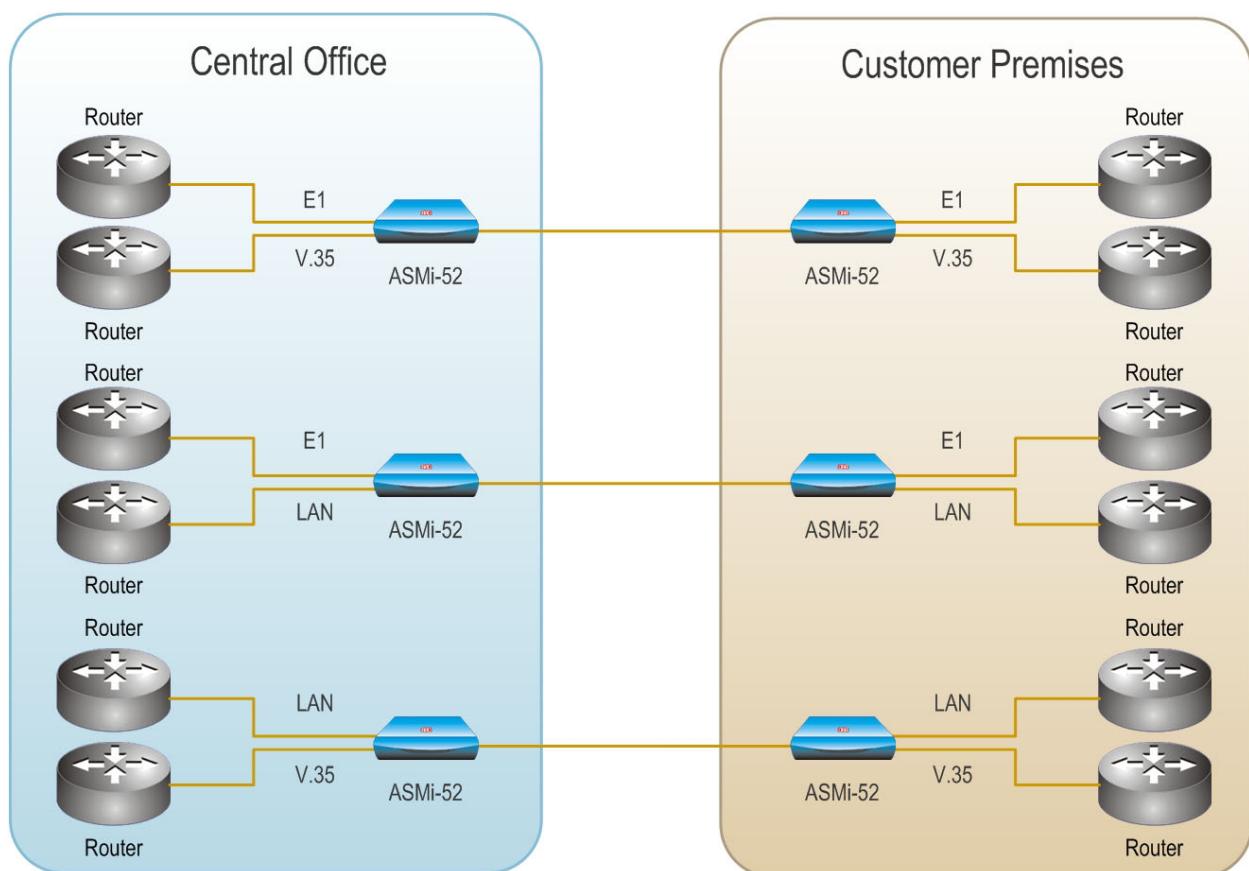 Central Office
Customer Premises
Router
Router
E1
E1
V.35
V.35
ASMi-52
ASMi-52
Router
Router
Router
Router
E1
E1
LAN
LAN
ASMi-52
ASMi-52
Router
Router
Router
Router
LAN
LAN
V.35
V.35
ASMi-52
ASMi-52
Router
Router